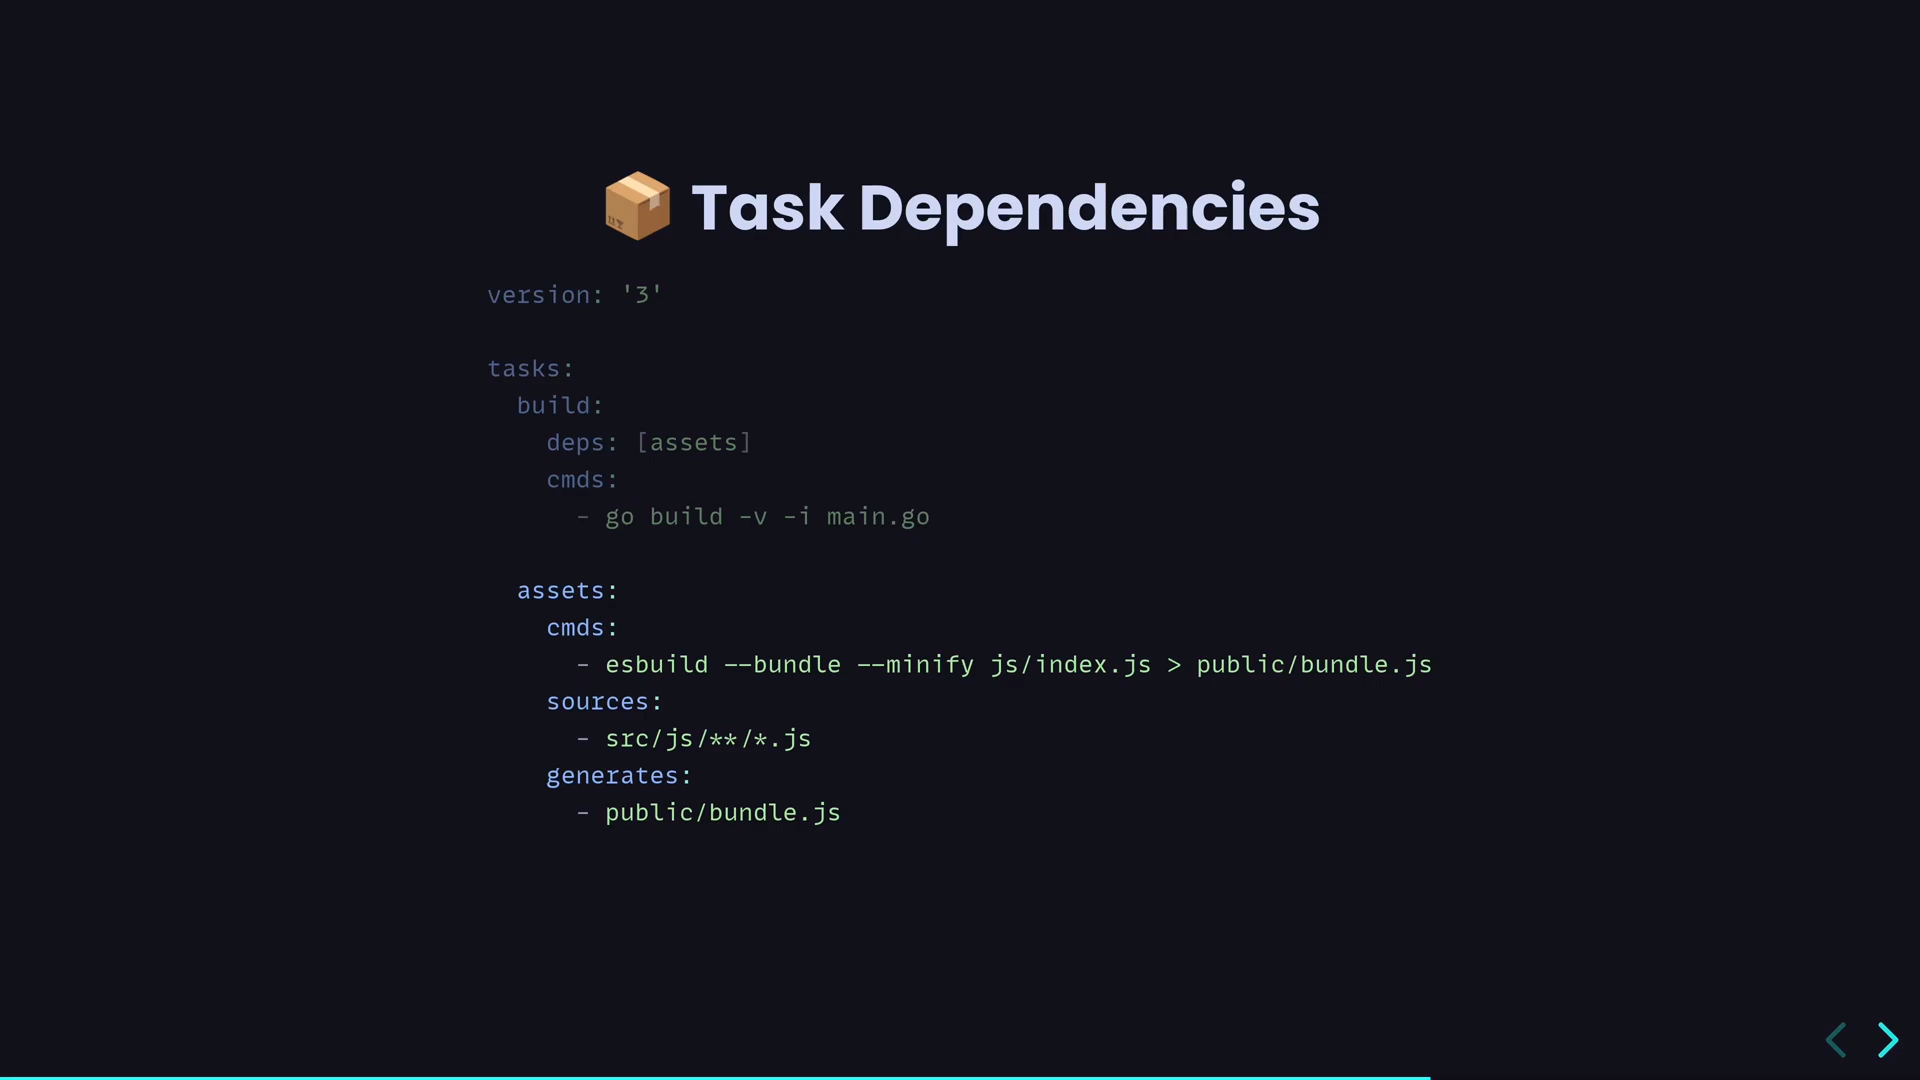 📦 Task Dependencies
version: '3'
tasks:
  build:
    deps: [assets]
    cmds:
      - go build -v -i main.go
  assets:
    cmds:
      - esbuild --bundle --minify js/index.js > public/bundle.js
    sources:
      - src/js/**/*.js
    generates:
      - public/bundle.js